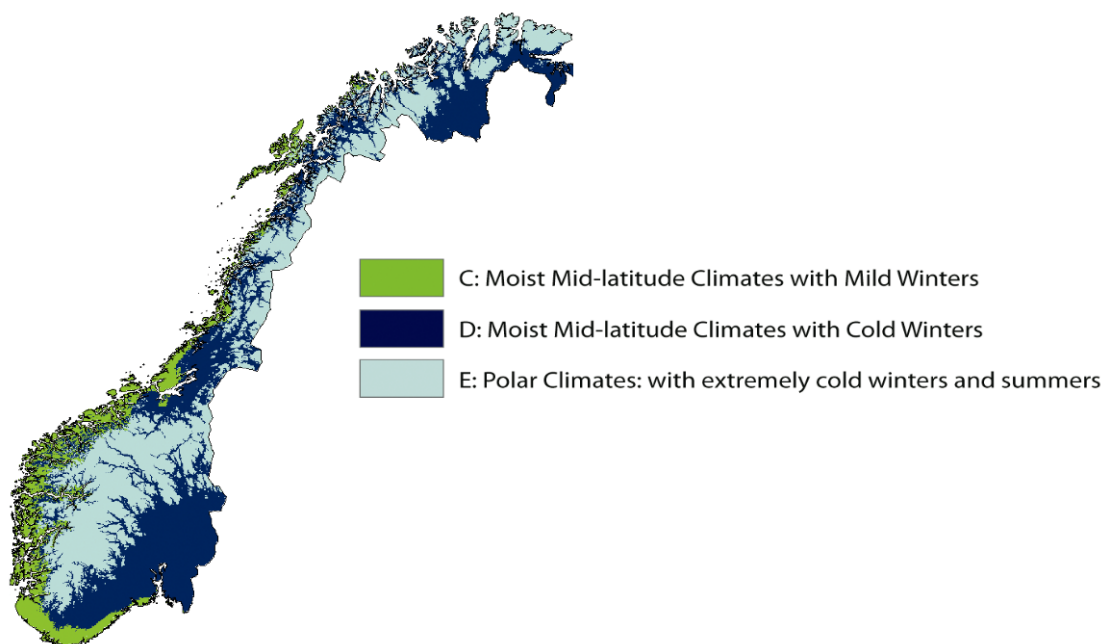 C: Moist Mid-latitude Climates with Mild Winters
D: Moist Mid-latitude Climates with Cold Winters
E: Polar Climates: with extremely cold winters and summers